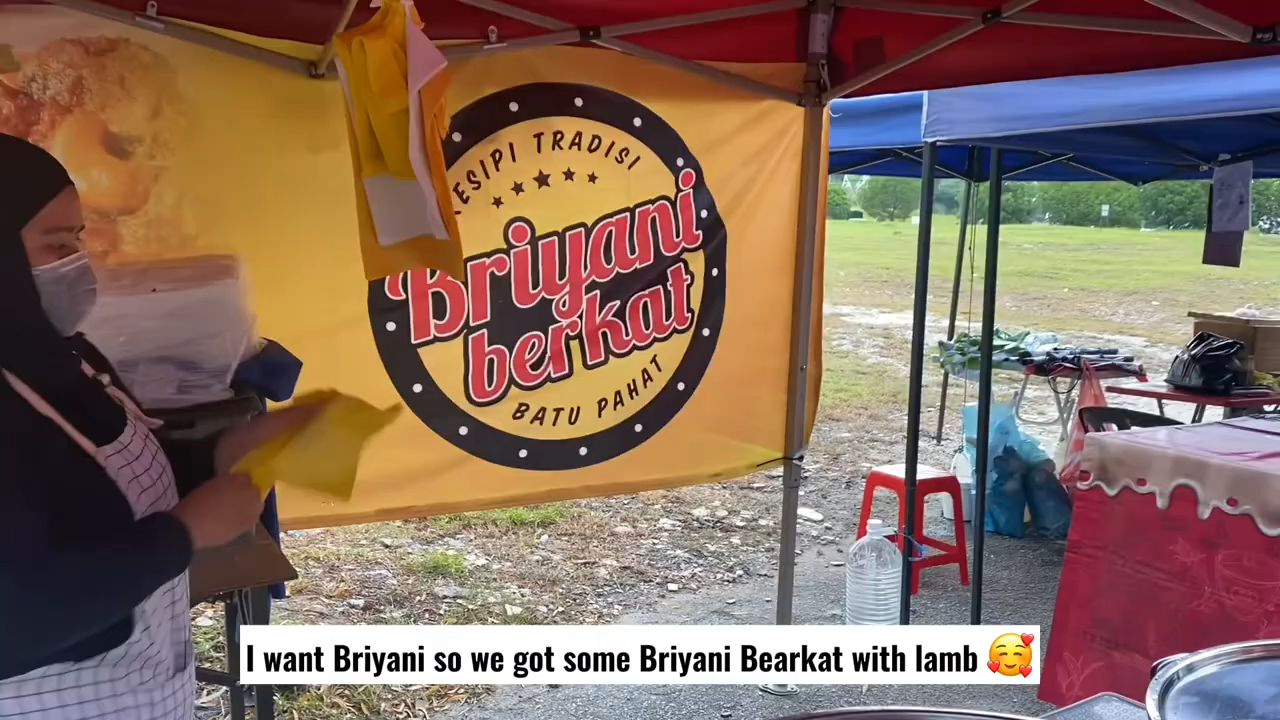 RESIPI TRADISI
Briyani
berkat
BATU PAHAT
I want Briyani so we got some Briyani Bearkat with lamb 🥰